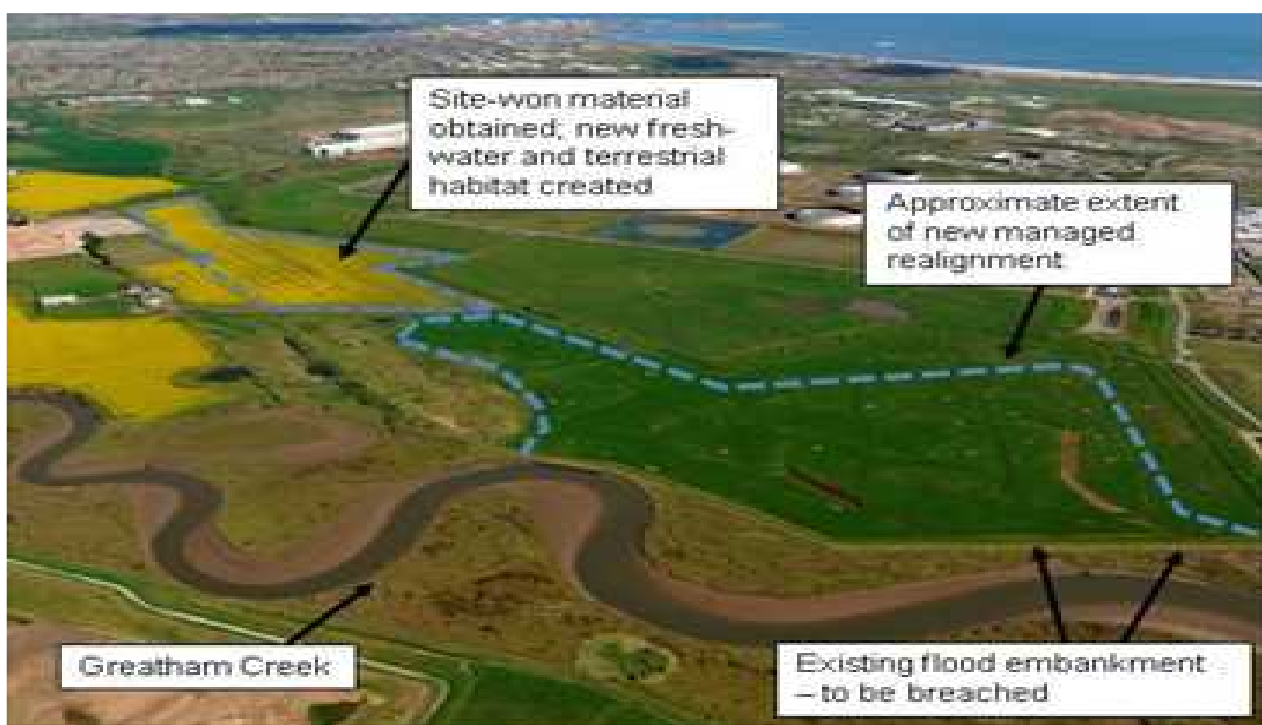 Site-won material
obtained; new fresh-
water and terrestrial
habitat created
Approximate extent
of new managed
realignment
Greatham Creek
Existing flood embankment
– to be breached